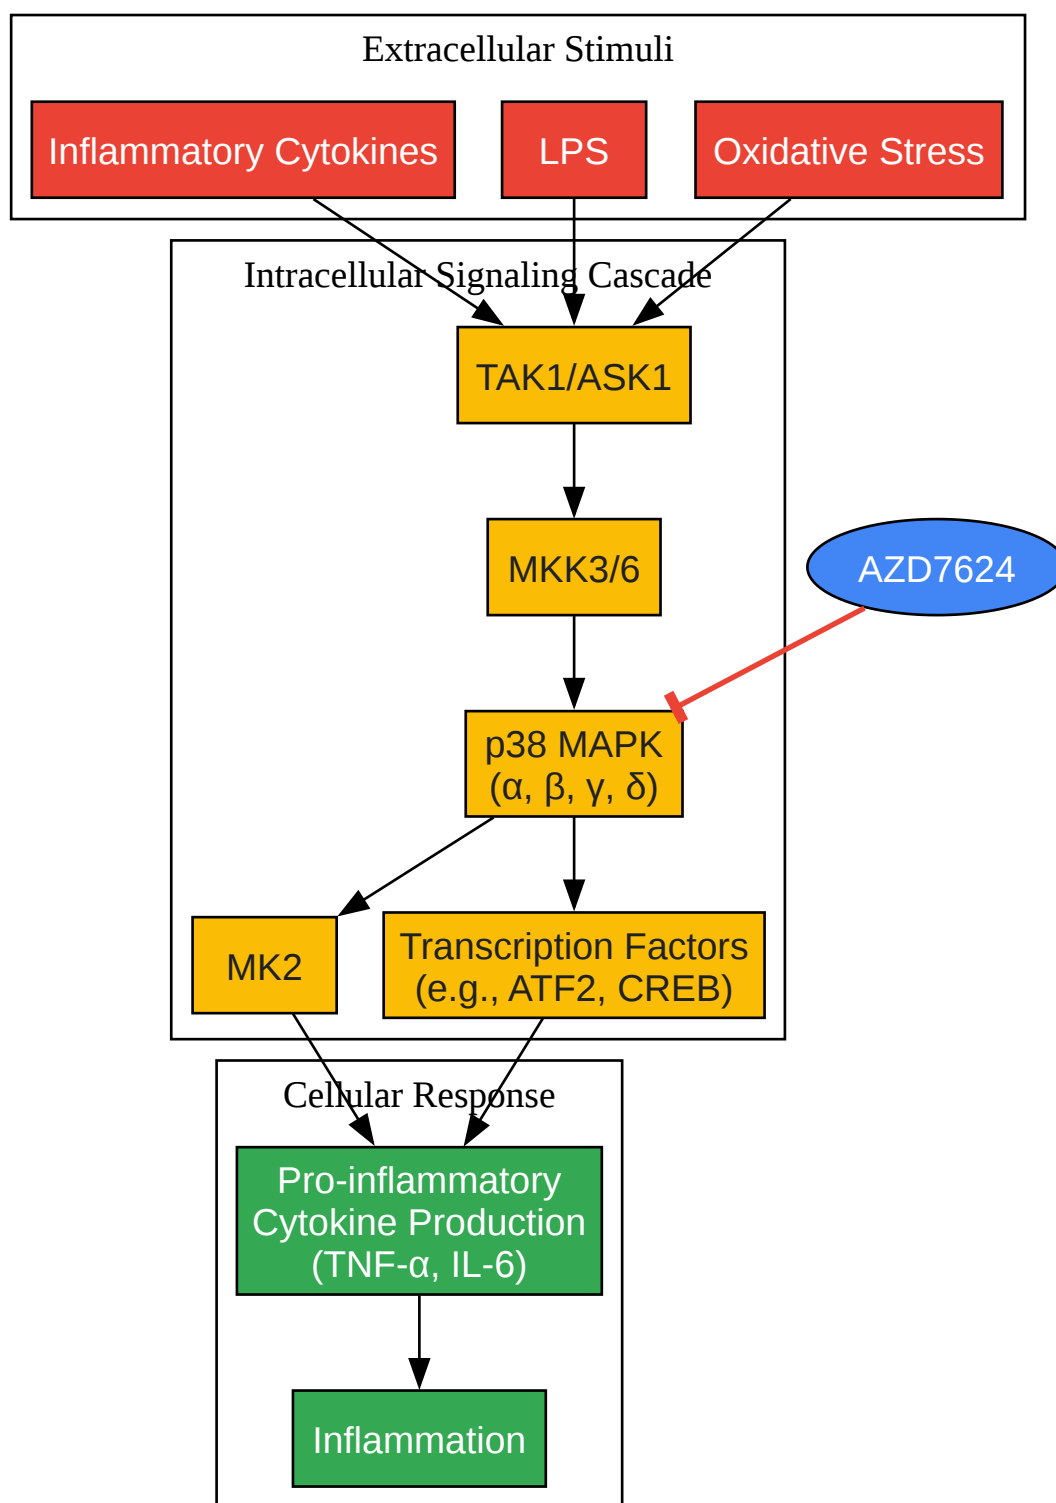 Extracellular Stimuli
Inflammatory Cytokines
LPS
Oxidative Stress
Intracellular Signaling Cascade
TAK1/ASK1
MKK3/6
AZD7624
p38 MAPK
(α, β, γ, δ)
MK2
Transcription Factors
(e.g., ATF2, CREB)
Cellular Response
Pro-inflammatory
Cytokine Production
(TNF-α, IL-6)
Inflammation